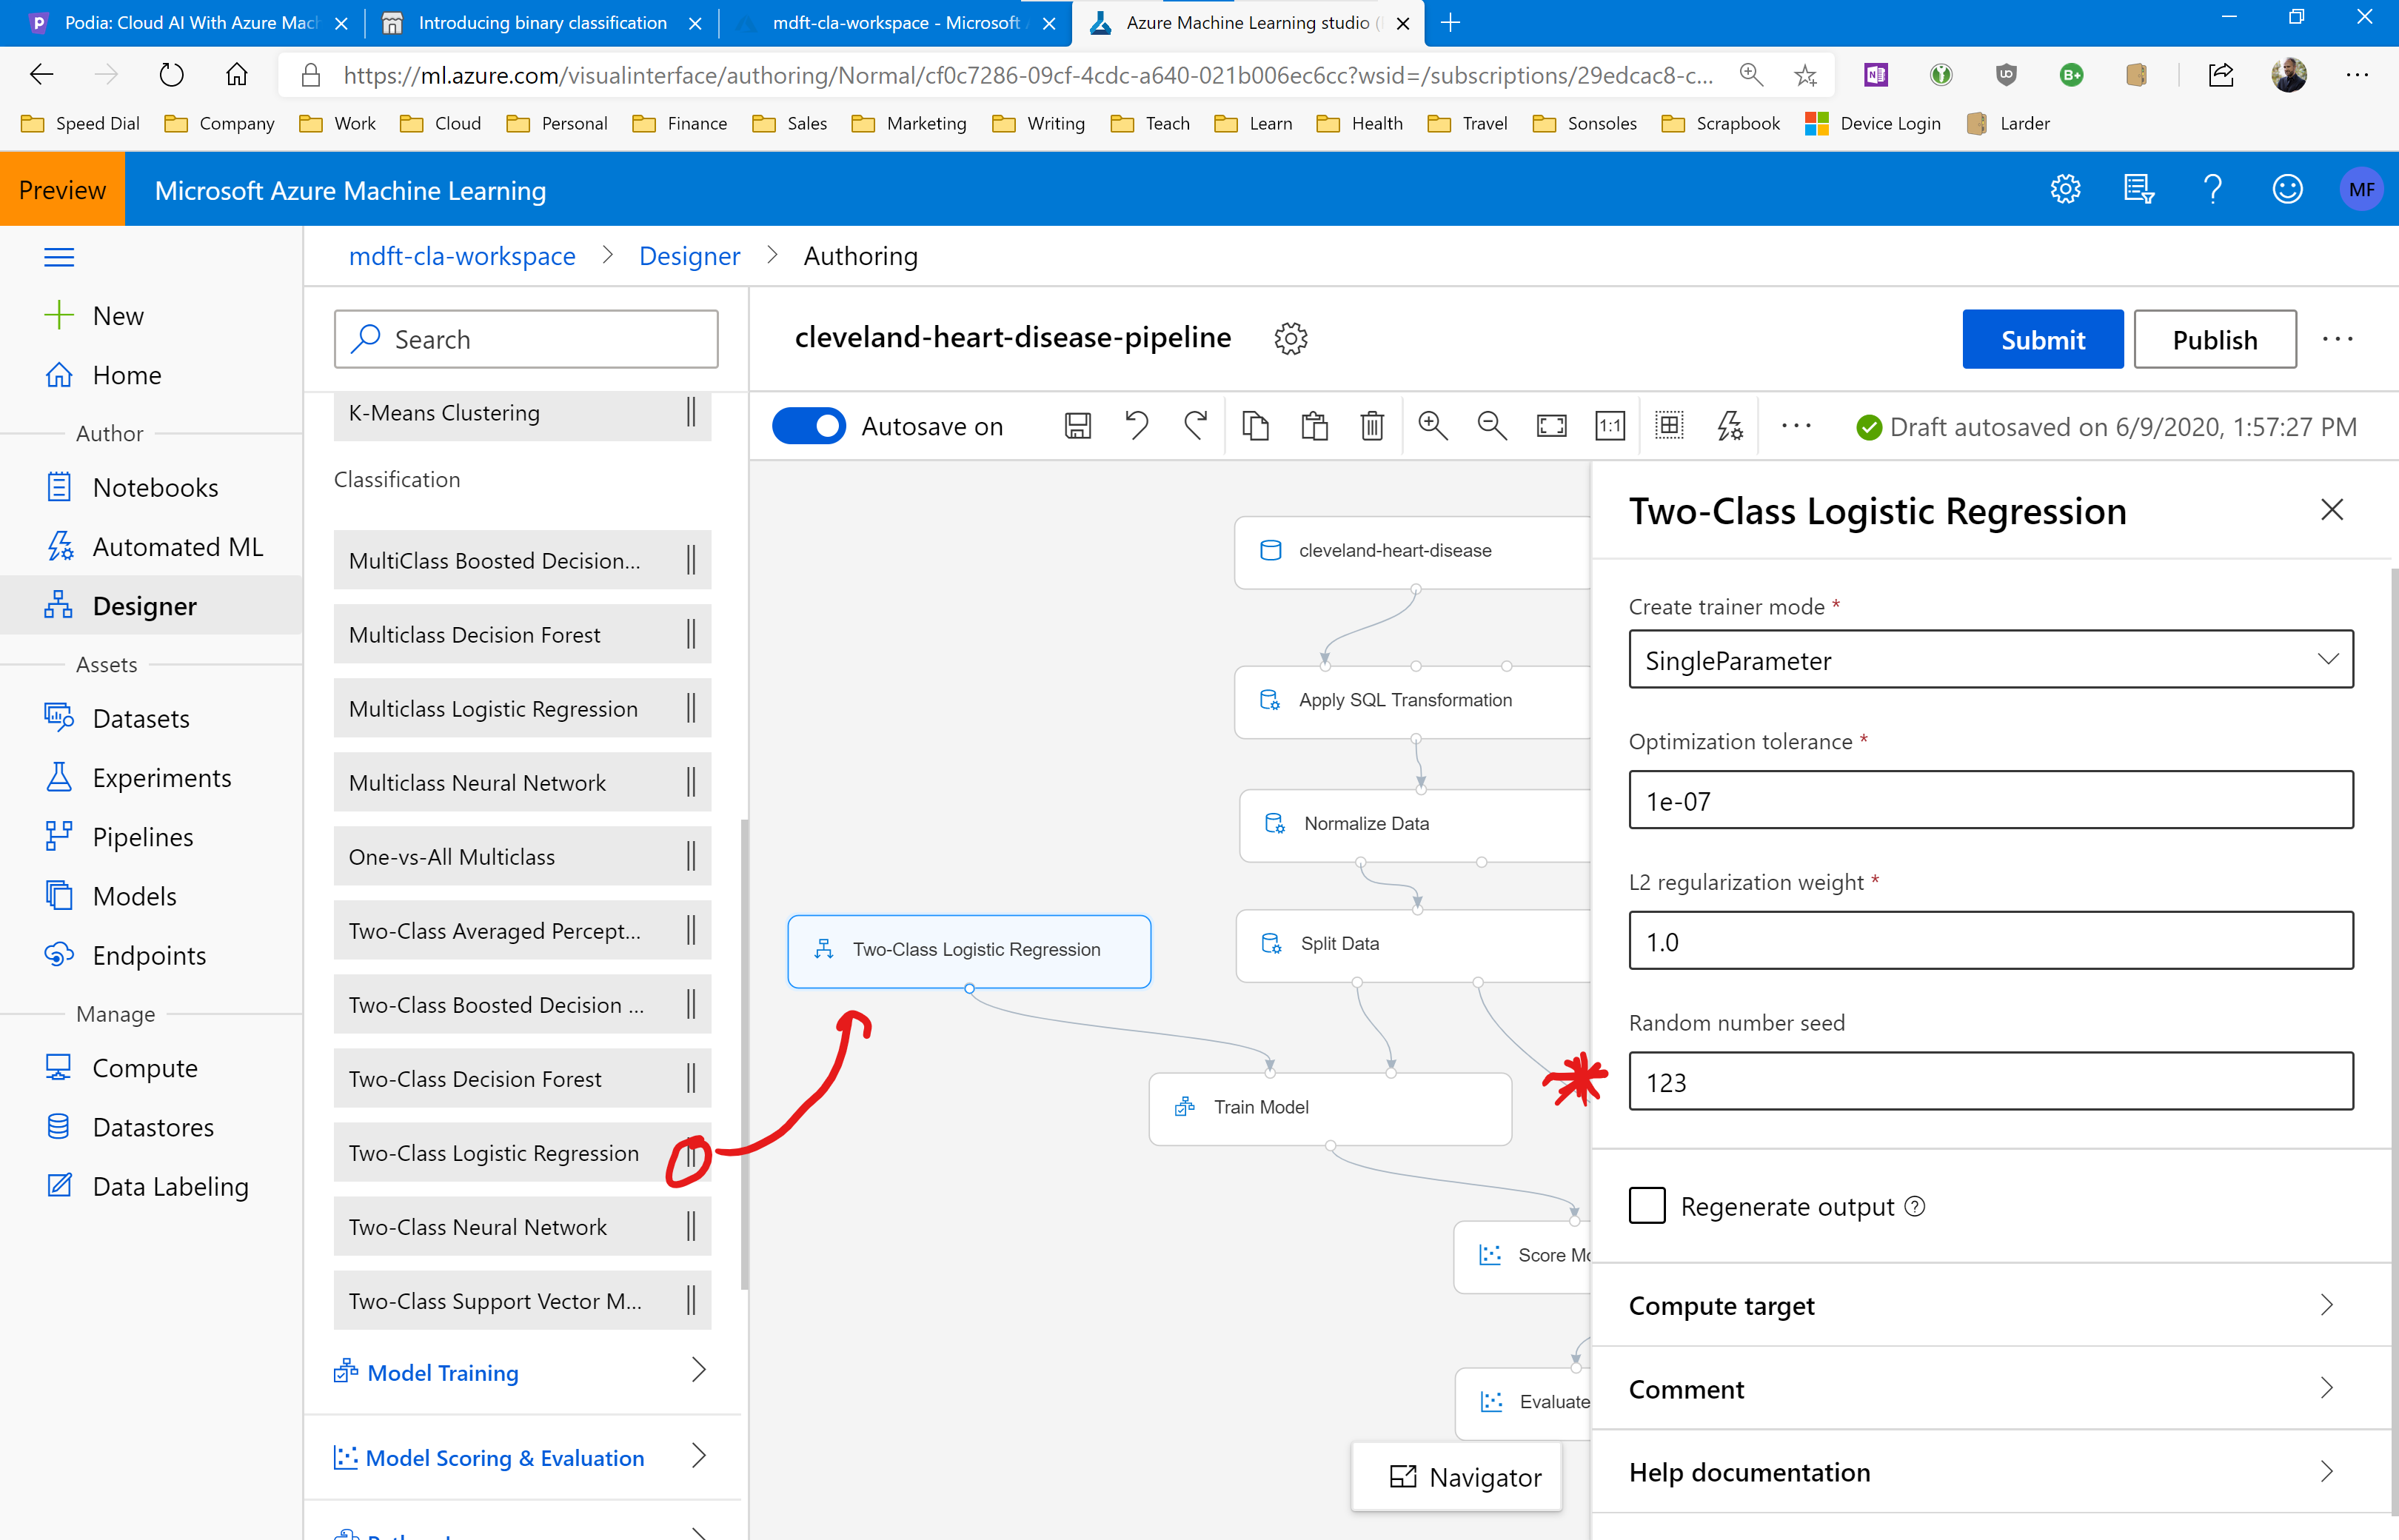 Podia: Cloud AI With Azure Mach
Introducing binary classification
mdft-cla-workspace - Microsoft A
Azure Machine Learning studio (
https://ml.azure.com/visualinterface/authoring/Normal/cf0c7286-09cf-4cdc-a640-021b006ec6cc?wsid=/subscriptions/29edcac8-c...
Speed Dial
Company
Work
Cloud
Personal
Finance
Sales
Marketing
Writing
Teach
Learn
Health
Travel
Sonsoles
Scrapbook
Device Login
Larder
Preview
Microsoft Azure Machine Learning
MF
mdft-cla-workspace > Designer > Authoring
New
Home
Author
Notebooks
Automated ML
Designer
Assets
Datasets
Experiments
Pipelines
Models
Endpoints
Manage
Compute
Datastores
Data Labeling
Search
K-Means Clustering
Classification
MultiClass Boosted Decision...
Multiclass Decision Forest
Multiclass Logistic Regression
Multiclass Neural Network
One-vs-All Multiclass
Two-Class Averaged Percept...
Two-Class Boosted Decision ...
Two-Class Decision Forest
Two-Class Logistic Regression
Two-Class Neural Network
Two-Class Support Vector M...
Model Training
Model Scoring & Evaluation
cleveland-heart-disease-pipeline
Submit
Publish
Autosave on
1:1
Draft autosaved on 6/9/2020, 1:57:27 PM
cleveland-heart-disease
Apply SQL Transformation
Normalize Data
Two-Class Logistic Regression
Split Data
Train Model
Score Mo
Evaluate
Navigator
Two-Class Logistic Regression
Create trainer mode *
SingleParameter
Optimization tolerance *
1e-07
L2 regularization weight *
1.0
Random number seed
123
Regenerate output
Compute target
Comment
Help documentation